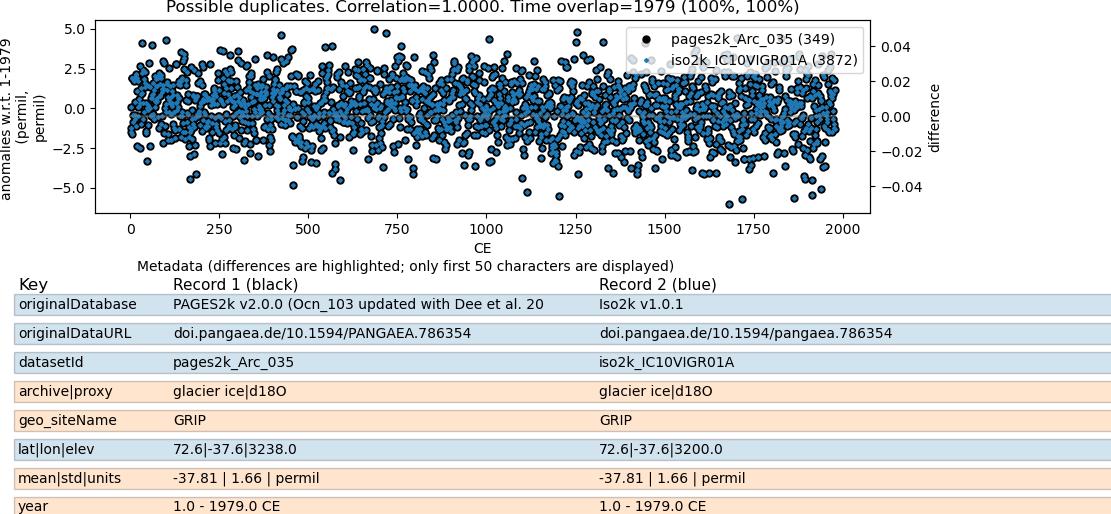 Possible duplicates. Correlation=1.0000. Time overlap=1979 (100%, 100%)
anomalies w.r.t. 1-1979
(permil,
permil)
5.0
2.5
0.0
−2.5
−5.0
pages2k_Arc_035 (349)
iso2k_IC10VIGR01A (3872)
0.04
0.02
0.00
−0.02
−0.04
difference
0 250 500 750 1000 1250 1500 1750 2000
CE
Metadata (differences are highlighted; only first 50 characters are displayed)
Key Record 1 (black) Record 2 (blue)
originalDatabase PAGES2k v2.0.0 (Ocn_103 updated with Dee et al. 20 Iso2k v1.0.1
originalDataURL doi.pangaea.de/10.1594/PANGAEA.786354 doi.pangaea.de/10.1594/pangaea.786354
datasetId pages2k_Arc_035 iso2k_IC10VIGR01A
archive|proxy glacier ice|d18O glacier ice|d18O
geo_siteName GRIP GRIP
lat|lon|elev 72.6|-37.6|3238.0 72.6|-37.6|3200.0
mean|std|units -37.81 | 1.66 | permil -37.81 | 1.66 | permil
year 1.0 - 1979.0 CE 1.0 - 1979.0 CE